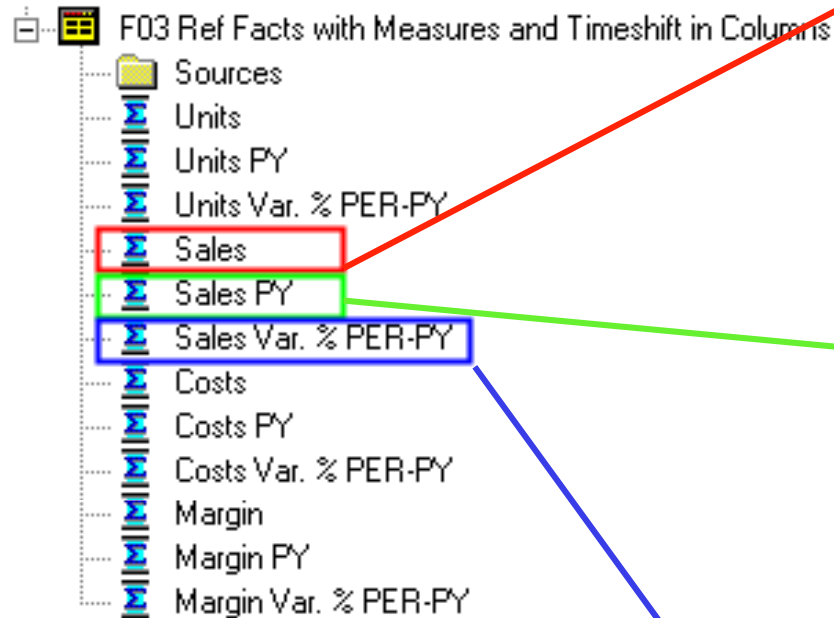 F03 Ref Facts with Measures and Timeshift in Columns
Sources
Units
Units PY
Units Var. % PER-PY
Sales
Sales PY
Sales Var. % PER-PY
Costs
Costs PY
Costs Var. % PER-PY
Margin
Margin PY
Margin Var. % PER-PY